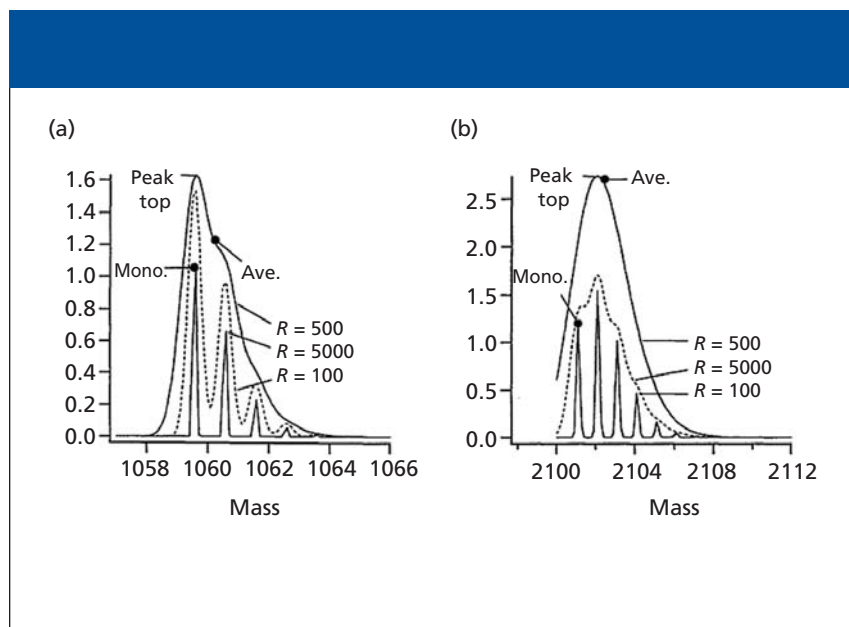 (a)
Peak
top
1.6
1.4
1.2
1.0
0.8
0.6
0.4
0.2
0.0
Mono.
Ave.
R = 500
R = 5000
R = 100
1058 1060 1062 1064 1066
Mass
(b)
Peak
top
Ave.
2.5
2.0
1.5
1.0
0.5
0.0
Mono.
R = 500
R = 5000
R = 100
2100 2104 2108 2112
Mass